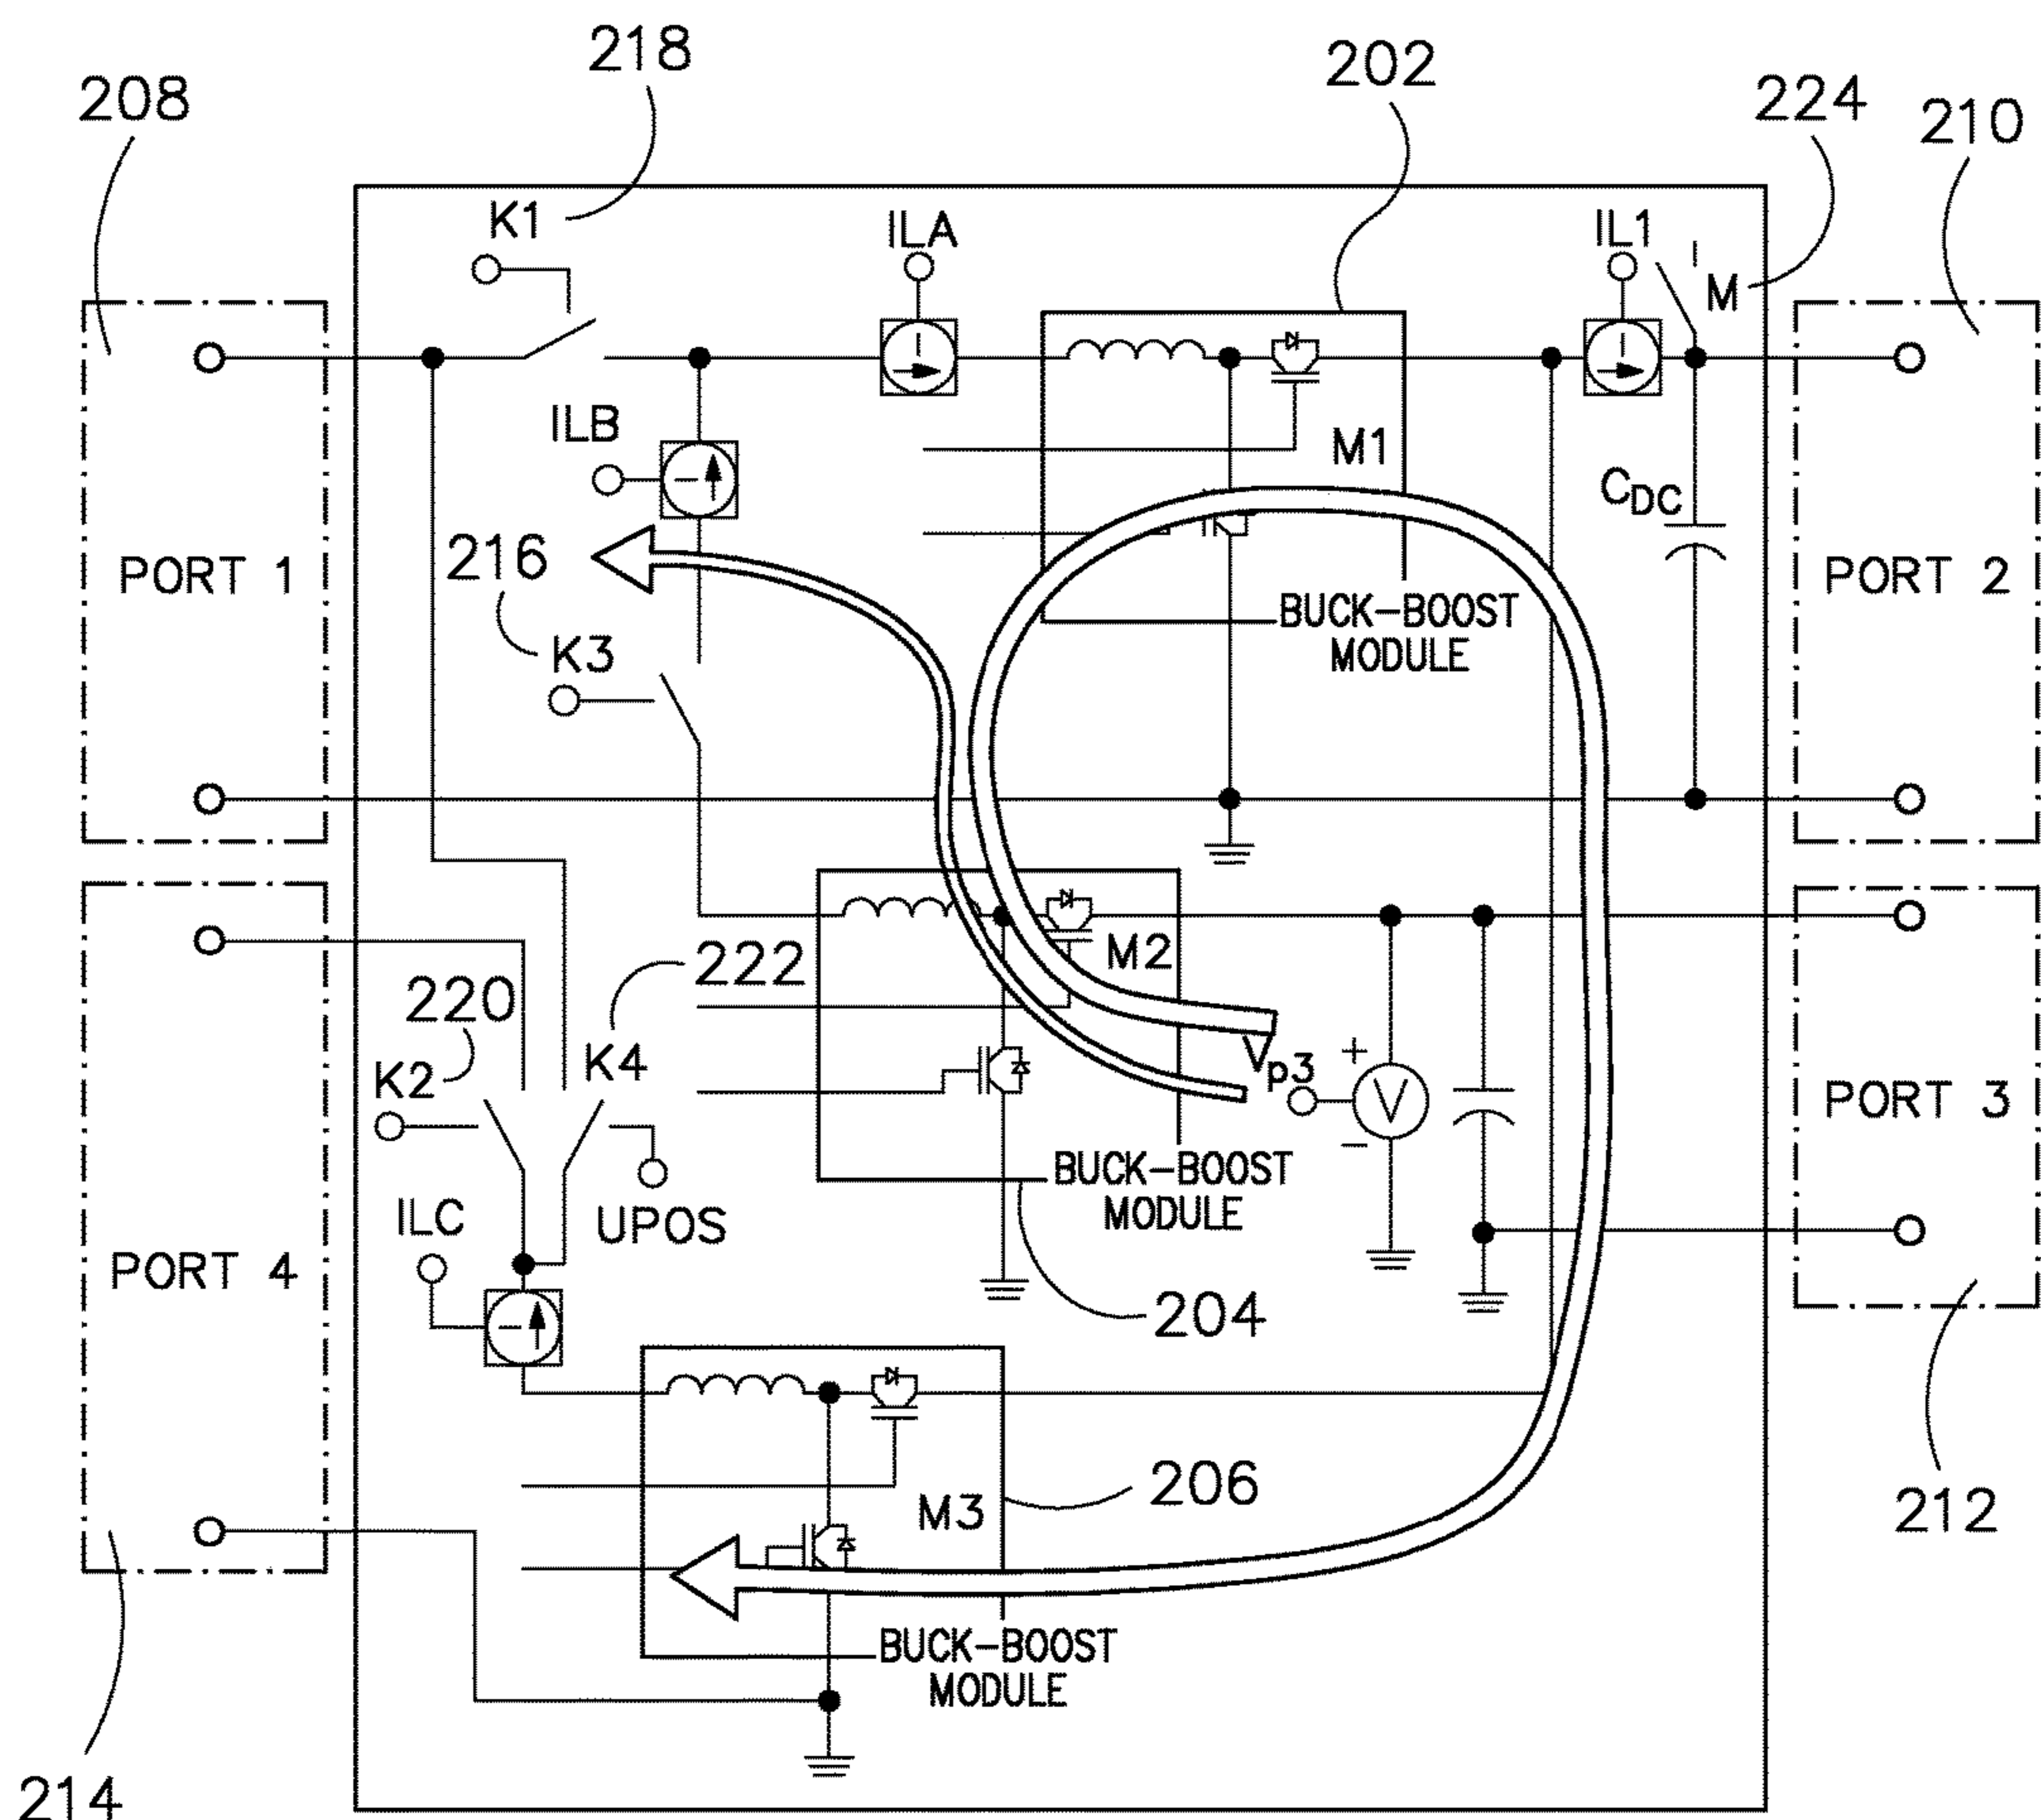 218
202
208
224
210
K1
ILA
IL1
M
ILB
M1
CDC
216
PORT 1
PORT 2
BUCK-BOOST
MODULE
K3
M2
222
220
Vp3
K4
K2
+
V
PORT 3
−
BUCK-BOOST
MODULE
ILC
UPOS
PORT 4
204
206
M3
212
BUCK-BOOST
MODULE
214